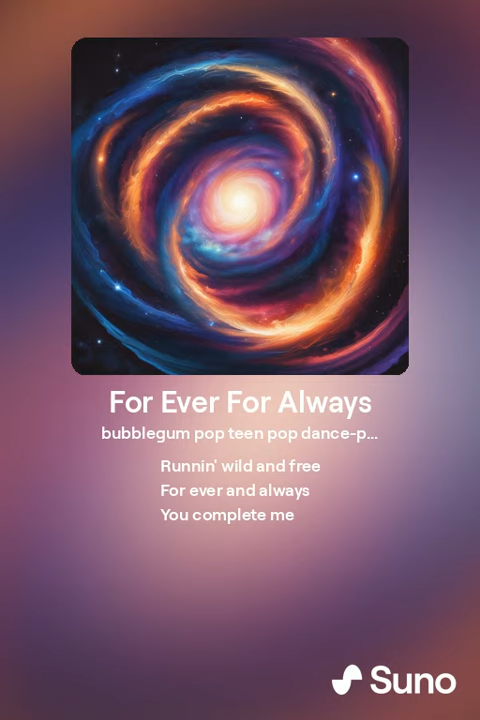 For Ever For Always
bubblegum pop teen pop dance-p...
Runnin' wild and free
For ever and always
You complete me
Suno